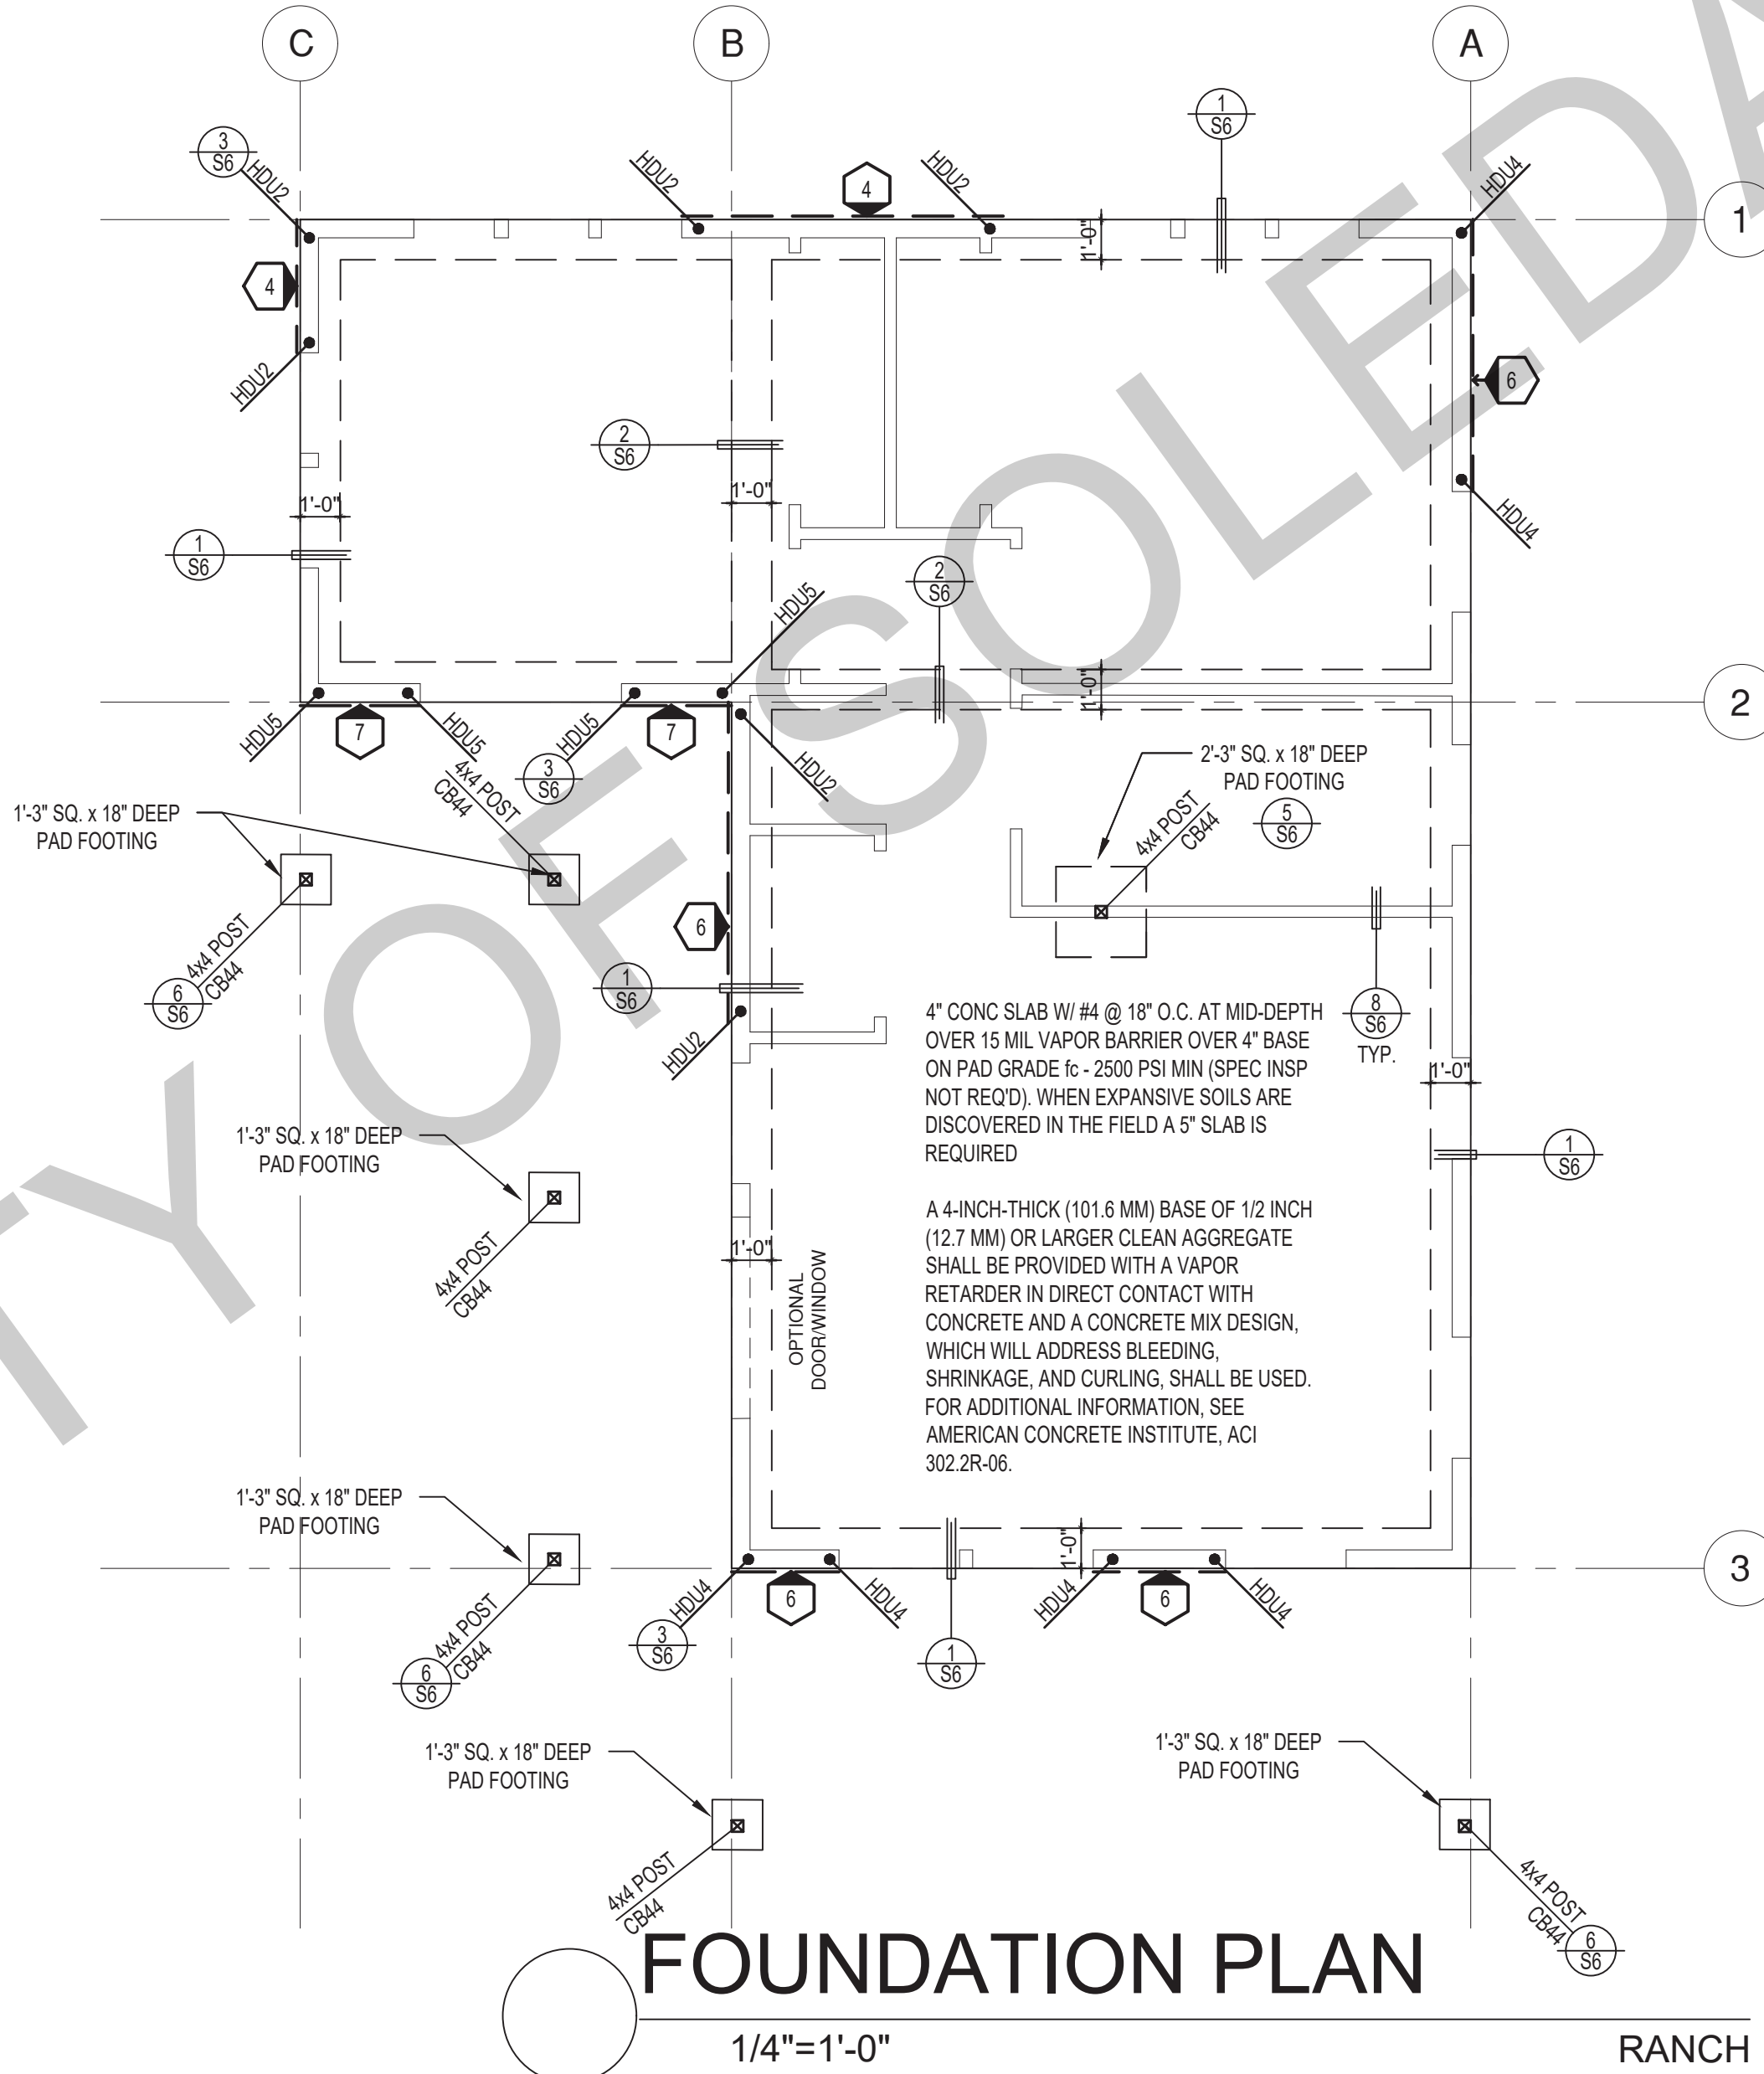 C
B
A
1
S6
3
S6
HDU2
HDU2
4
HDU2
HDU4
1
1'-0"
4
HDU2
6
2
S6
1'-0"
1'-0"
HDU4
1
S6
2
S6
HDU5
1'-0"
2
HDU5
7
HDU5
HDU5
7
3
S6
HDU2
4x4 POST
CB44
2'-3" SQ. x 18" DEEP
PAD FOOTING
5
S6
4x4 POST
CB44
1'-3" SQ. x 18" DEEP
PAD FOOTING
4x4 POST
CB44
6
S6
6
1
S6
HDU2
8
S6
TYP.
4" CONC SLAB W/ #4 @ 18" O.C. AT MID-DEPTH
OVER 15 MIL VAPOR BARRIER OVER 4" BASE
ON PAD GRADE fc - 2500 PSI MIN (SPEC INSP
NOT REQ'D). WHEN EXPANSIVE SOILS ARE
DISCOVERED IN THE FIELD A 5" SLAB IS
REQUIRED
1'-0"
1
S6
1'-3" SQ. x 18" DEEP
PAD FOOTING
4x4 POST
CB44
1'-0"
OPTIONAL
DOOR/WINDOW
A 4-INCH-THICK (101.6 MM) BASE OF 1/2 INCH
(12.7 MM) OR LARGER CLEAN AGGREGATE
SHALL BE PROVIDED WITH A VAPOR
RETARDER IN DIRECT CONTACT WITH
CONCRETE AND A CONCRETE MIX DESIGN,
WHICH WILL ADDRESS BLEEDING,
SHRINKAGE, AND CURLING, SHALL BE USED.
FOR ADDITIONAL INFORMATION, SEE
AMERICAN CONCRETE INSTITUTE, ACI
302.2R-06.
1'-3" SQ. x 18" DEEP
PAD FOOTING
4x4 POST
CB44
6
S6
1'-0"
3
HDU4
6
HDU4
3
S6
1
S6
HDU4
6
HDU4
1'-3" SQ. x 18" DEEP
PAD FOOTING
4x4 POST
CB44
1'-3" SQ. x 18" DEEP
PAD FOOTING
4x4 POST
CB44
6
S6
FOUNDATION PLAN
1/4"=1'-0"
RANCH
TY OF SOLEDA